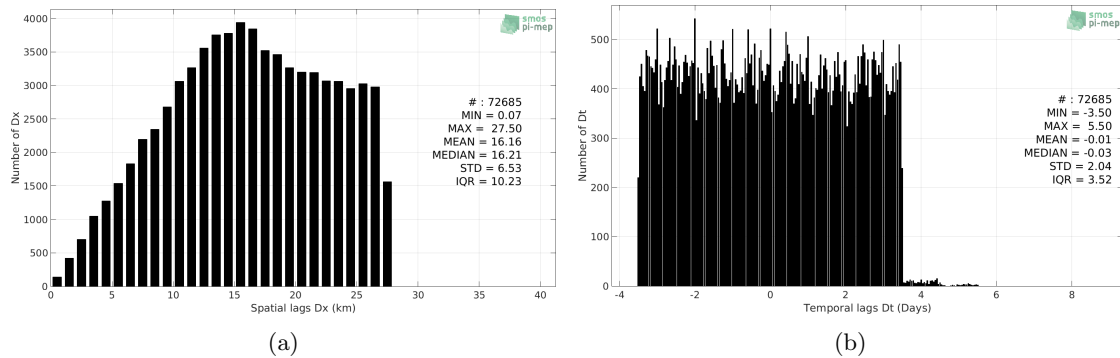 4000
3500
3000
2500
2000
1500
1000
500
0
Number of Dx
0 5 10 15 20 25 30 35 40
Spatial lags Dx (km)
smos
pi-mep
# : 72685
MIN = 0.07
MAX = 27.50
MEAN = 16.16
MEDIAN = 16.21
STD = 6.53
IQR = 10.23
(a)
500
400
300
200
100
0
Number of Dt
-4 -2 0 2 4 6 8
Temporal lags Dt (Days)
smos
pi-mep
# : 72685
MIN = -3.50
MAX = 5.50
MEAN = -0.01
MEDIAN = -0.03
STD = 2.04
IQR = 3.52
(b)